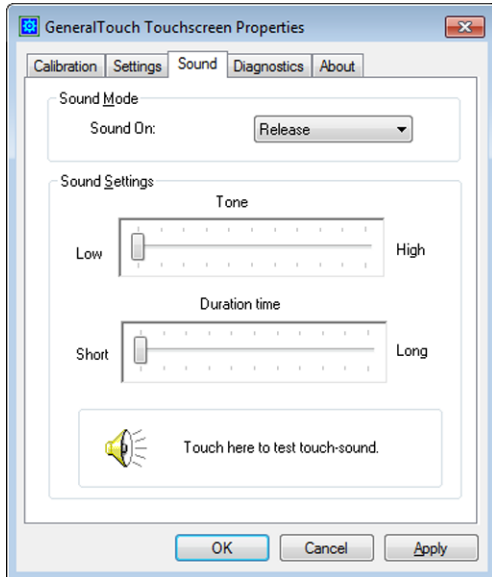 GeneralTouch Touchscreen Properties
Calibration Settings Sound Diagnostics About
Sound Mode
Sound On: Release
Sound Settings
Tone
Low High
Duration time
Short Long
Touch here to test touch-sound.
OK Cancel Apply